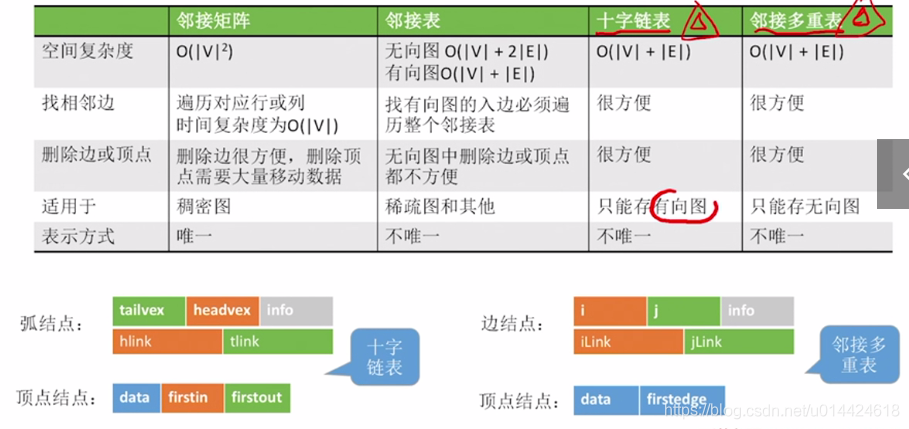 邻接矩阵 邻接表 十字链表 邻接多重表
空间复杂度 O(|V|²) 无向图 O(|V| + 2|E|) O(|V| + |E|) O(|V| + |E|)
有向图O(|V| + |E|)
找相邻边 遍历对应行或列 找有向图的入边必须遍 很方便 很方便
时间复杂度为O(|V|) 历整个邻接表
删除边或顶点 删除边很方便，删除顶 无向图中删除边或顶点 很方便 很方便
点需要大量移动数据 都不方便
适用于 稠密图 稀疏图和其他 只能存有向图 只能存无向图
表示方式 唯一 不唯一 不唯一 不唯一
弧结点： tailvex headvex info
hlink tlink
十字
链表
顶点结点： data firstin firstout
边结点： i j info
iLink jLink
邻接多
重表
顶点结点： data firstedge
https://blog.csdn.net/u014424618